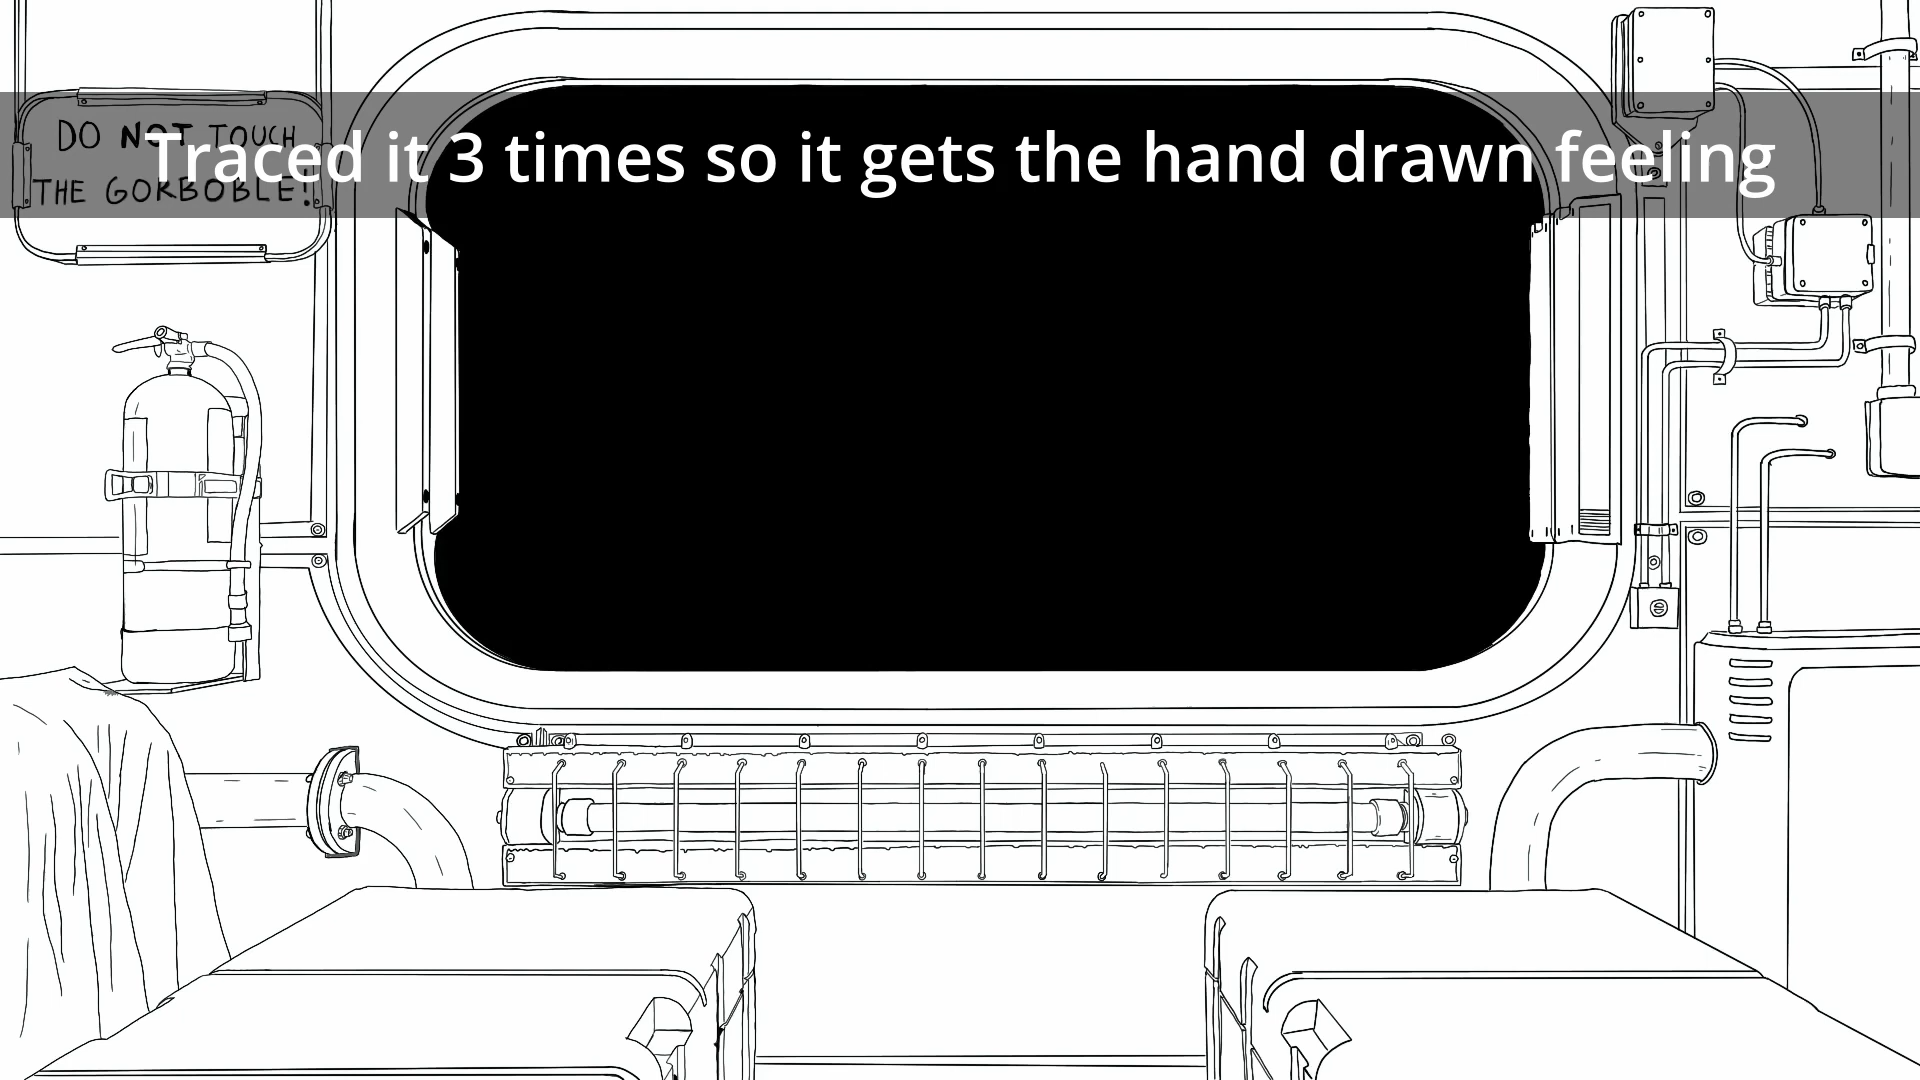 DO NOT TOUCH
THE GORBOBLE!
Traced it 3 times so it gets the hand drawn feeling